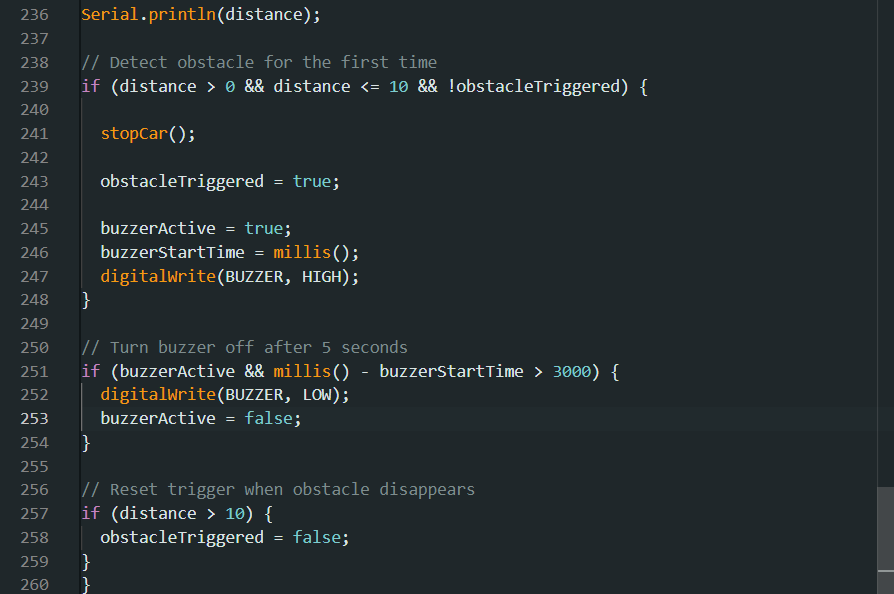 236 Serial.println(distance);
237
238 // Detect obstacle for the first time
239 if (distance > 0 && distance <= 10 && !obstacleTriggered) {
240
241   stopCar();
242
243   obstacleTriggered = true;
244
245   buzzerActive = true;
246   buzzerStartTime = millis();
247   digitalWrite(BUZZER, HIGH);
248 }
249
250 // Turn buzzer off after 5 seconds
251 if (buzzerActive && millis() - buzzerStartTime > 3000) {
252   digitalWrite(BUZZER, LOW);
253   buzzerActive = false;
254 }
255
256 // Reset trigger when obstacle disappears
257 if (distance > 10) {
258   obstacleTriggered = false;
259 }
260 }